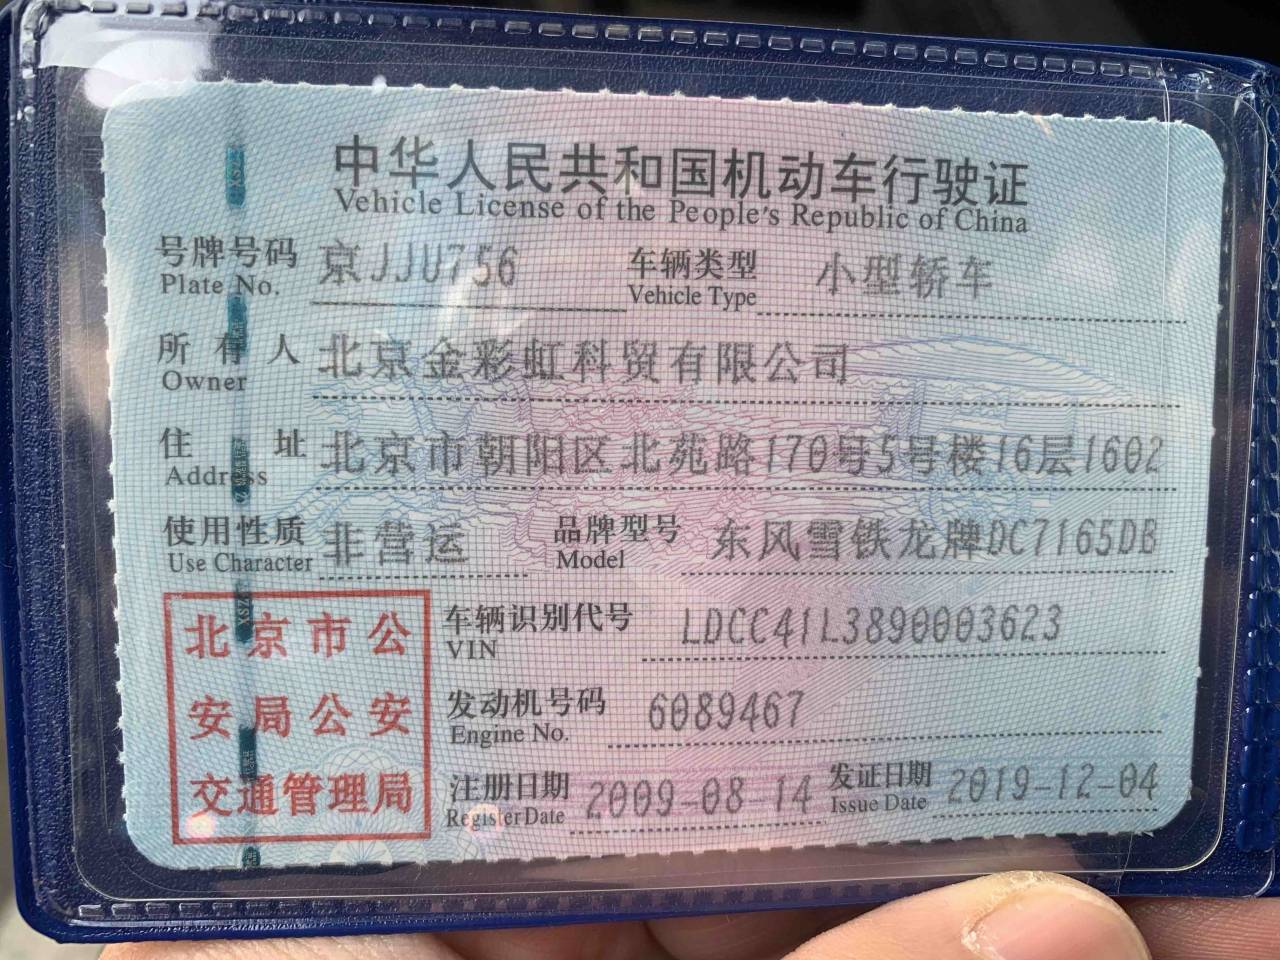 中华人民共和国机动车行驶证
Vehicle License of the People's Republic of China
号牌号码 京JJU756 车辆类型 小型轿车
Plate No. Vehicle Type
所有人 北京金彩虹科贸有限公司
Owner
住址 北京市朝阳区北苑路170号5号楼16层1602
Address
使用性质 非营运 品牌型号 东风雪铁龙牌DC7165DB
Use Character Model
北京市公
安局公安
交通管理局
车辆识别代号 LDCC41L3890003623
VIN
发动机号码 6089467
Engine No.
注册日期 2009-08-14 发证日期 2019-12-04
Register Date Issue Date